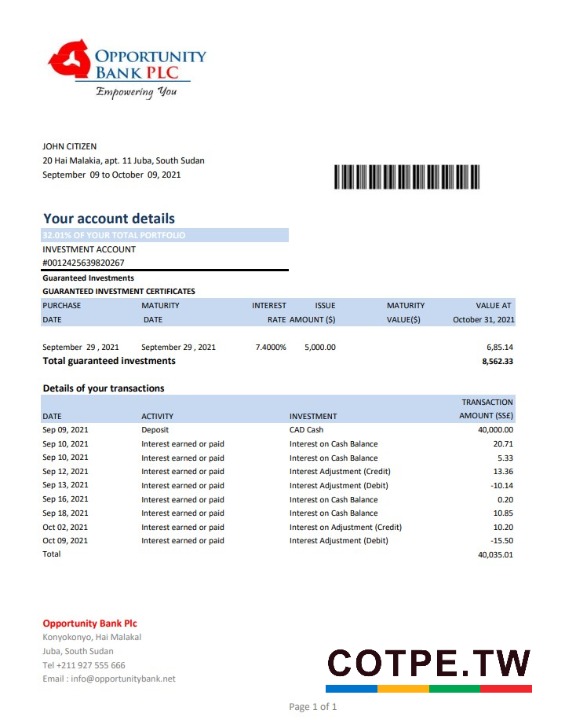 OPPORTUNITY
BANK PLC
Empowering You
JOHN CITIZEN
20 Hai Malakia, apt. 11 Juba, South Sudan
September 09 to October 09, 2021
Your account details
32.01% OF YOUR TOTAL PORTFOLIO
INVESTMENT ACCOUNT
#0012425639820267
Guaranteed Investments
GUARANTEED INVESTMENT CERTIFICATES
PURCHASE MATURITY INTEREST ISSUE MATURITY VALUE AT
DATE DATE RATE AMOUNT ($) VALUE($) October 31, 2021
September 29 , 2021 September 29 , 2021 7.4000% 5,000.00 6,85.14
Total guaranteed investments 8,562.33
Details of your transactions
TRANSACTION
DATE ACTIVITY INVESTMENT AMOUNT (SS£)
Sep 09, 2021 Deposit CAD Cash 40,000.00
Sep 10, 2021 Interest earned or paid Interest on Cash Balance 20.71
Sep 10, 2021 Interest earned or paid Interest on Cash Balance 5.33
Sep 12, 2021 Interest earned or paid Interest Adjustment (Credit) 13.36
Sep 13, 2021 Interest earned or paid Interest Adjustment (Debit) -10.14
Sep 16, 2021 Interest earned or paid Interest on Cash Balance 0.20
Sep 18, 2021 Interest earned or paid Interest on Cash Balance 10.85
Oct 02, 2021 Interest earned or paid Interest on Adjustment (Credit) 10.20
Oct 09, 2021 Interest earned or paid Interest Adjustment (Debit) -15.50
Total 40,035.01
Opportunity Bank Plc
Konyokonyo, Hai Malakal
Juba, South Sudan
Tel +211 927 555 666
Email : info@opportunitybank.net
COTPE.TW
Page 1 of 1